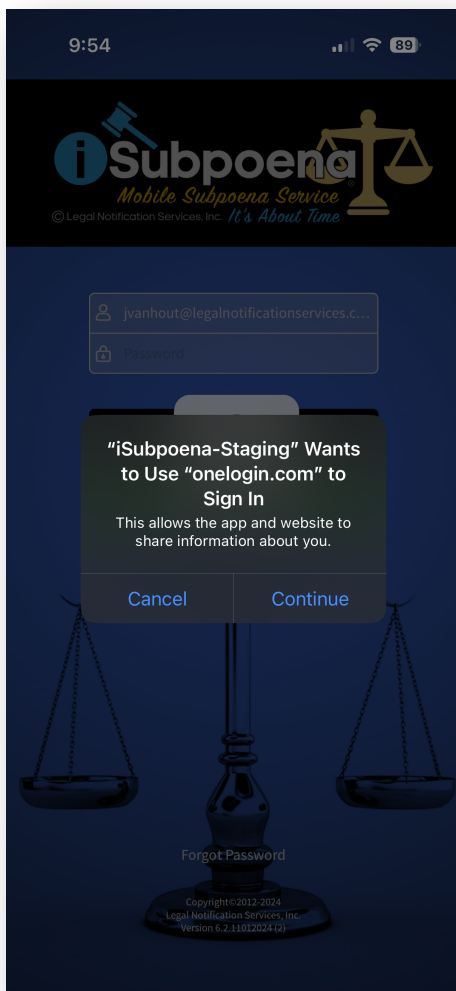 9:54
89
iSubpoena
Mobile Subpoena Service
© Legal Notification Services, Inc. It's About Time
jvanhout@legalnotificationservices.c...
Password
“iSubpoena-Staging” Wants
to Use “onelogin.com” to
Sign In
This allows the app and website to
share information about you.
Cancel
Continue
Forgot Password
Copyright©2012-2024
Legal Notification Services, Inc.
Version 6.2.11012024 (2)